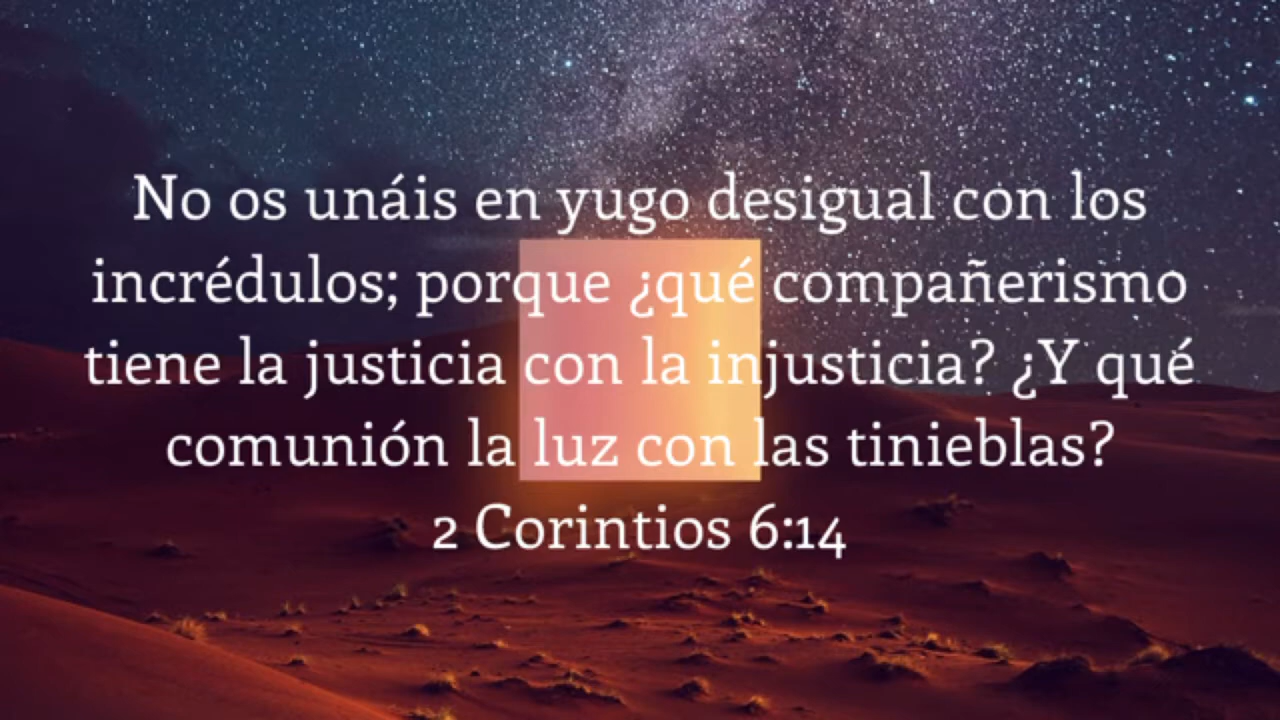 No os unáis en yugo desigual con los
incrédulos; porque ¿qué compañerismo
tiene la justicia con la injusticia? ¿Y qué
comunión la luz con las tinieblas?
2 Corintios 6:14